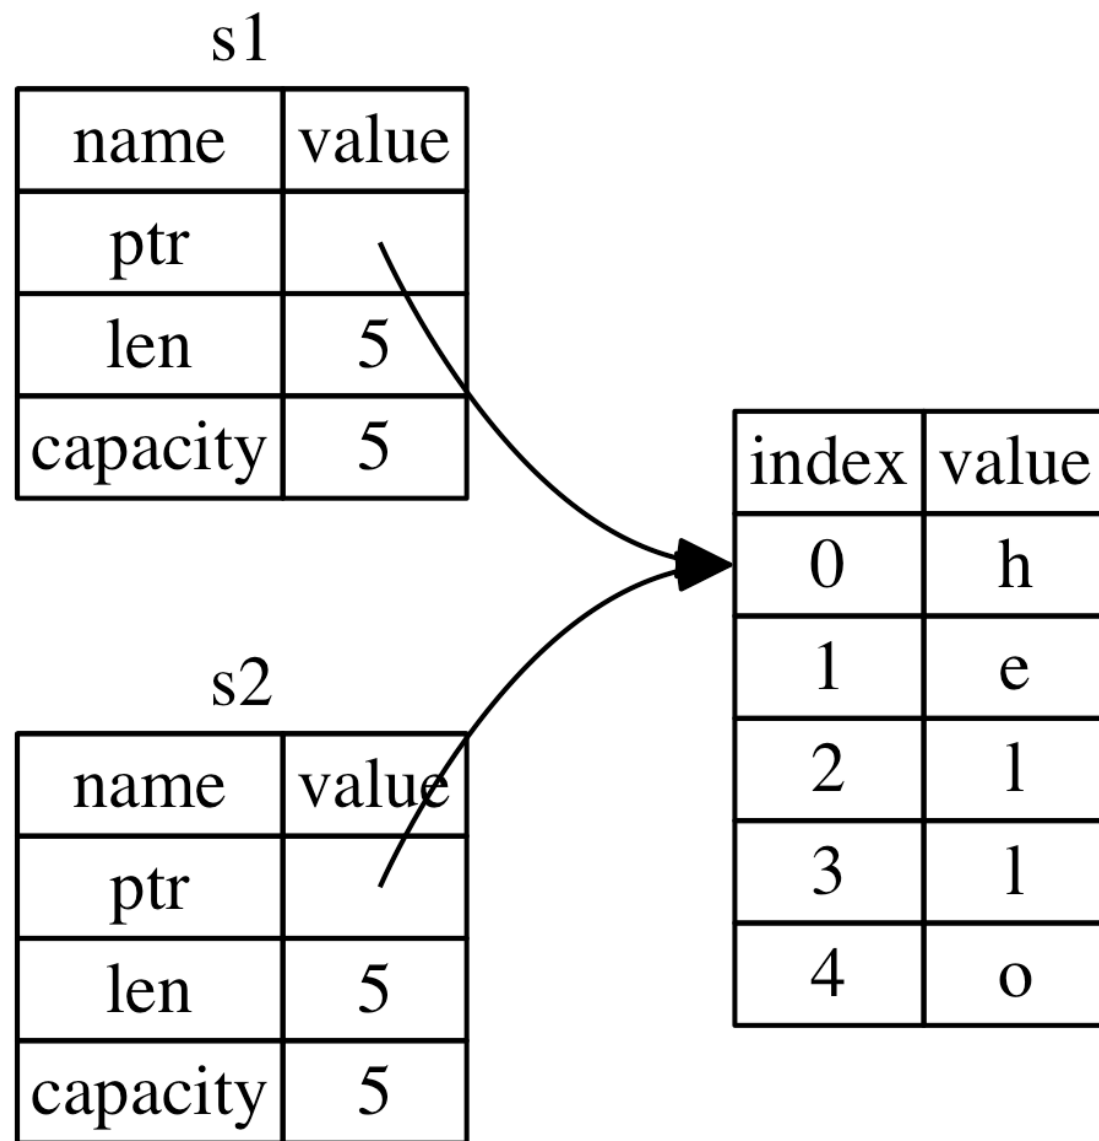 s1
name value
ptr
len 5
capacity 5
s2
name value
ptr
len 5
capacity 5
index value
0 h
1 e
2 l
3 l
4 o